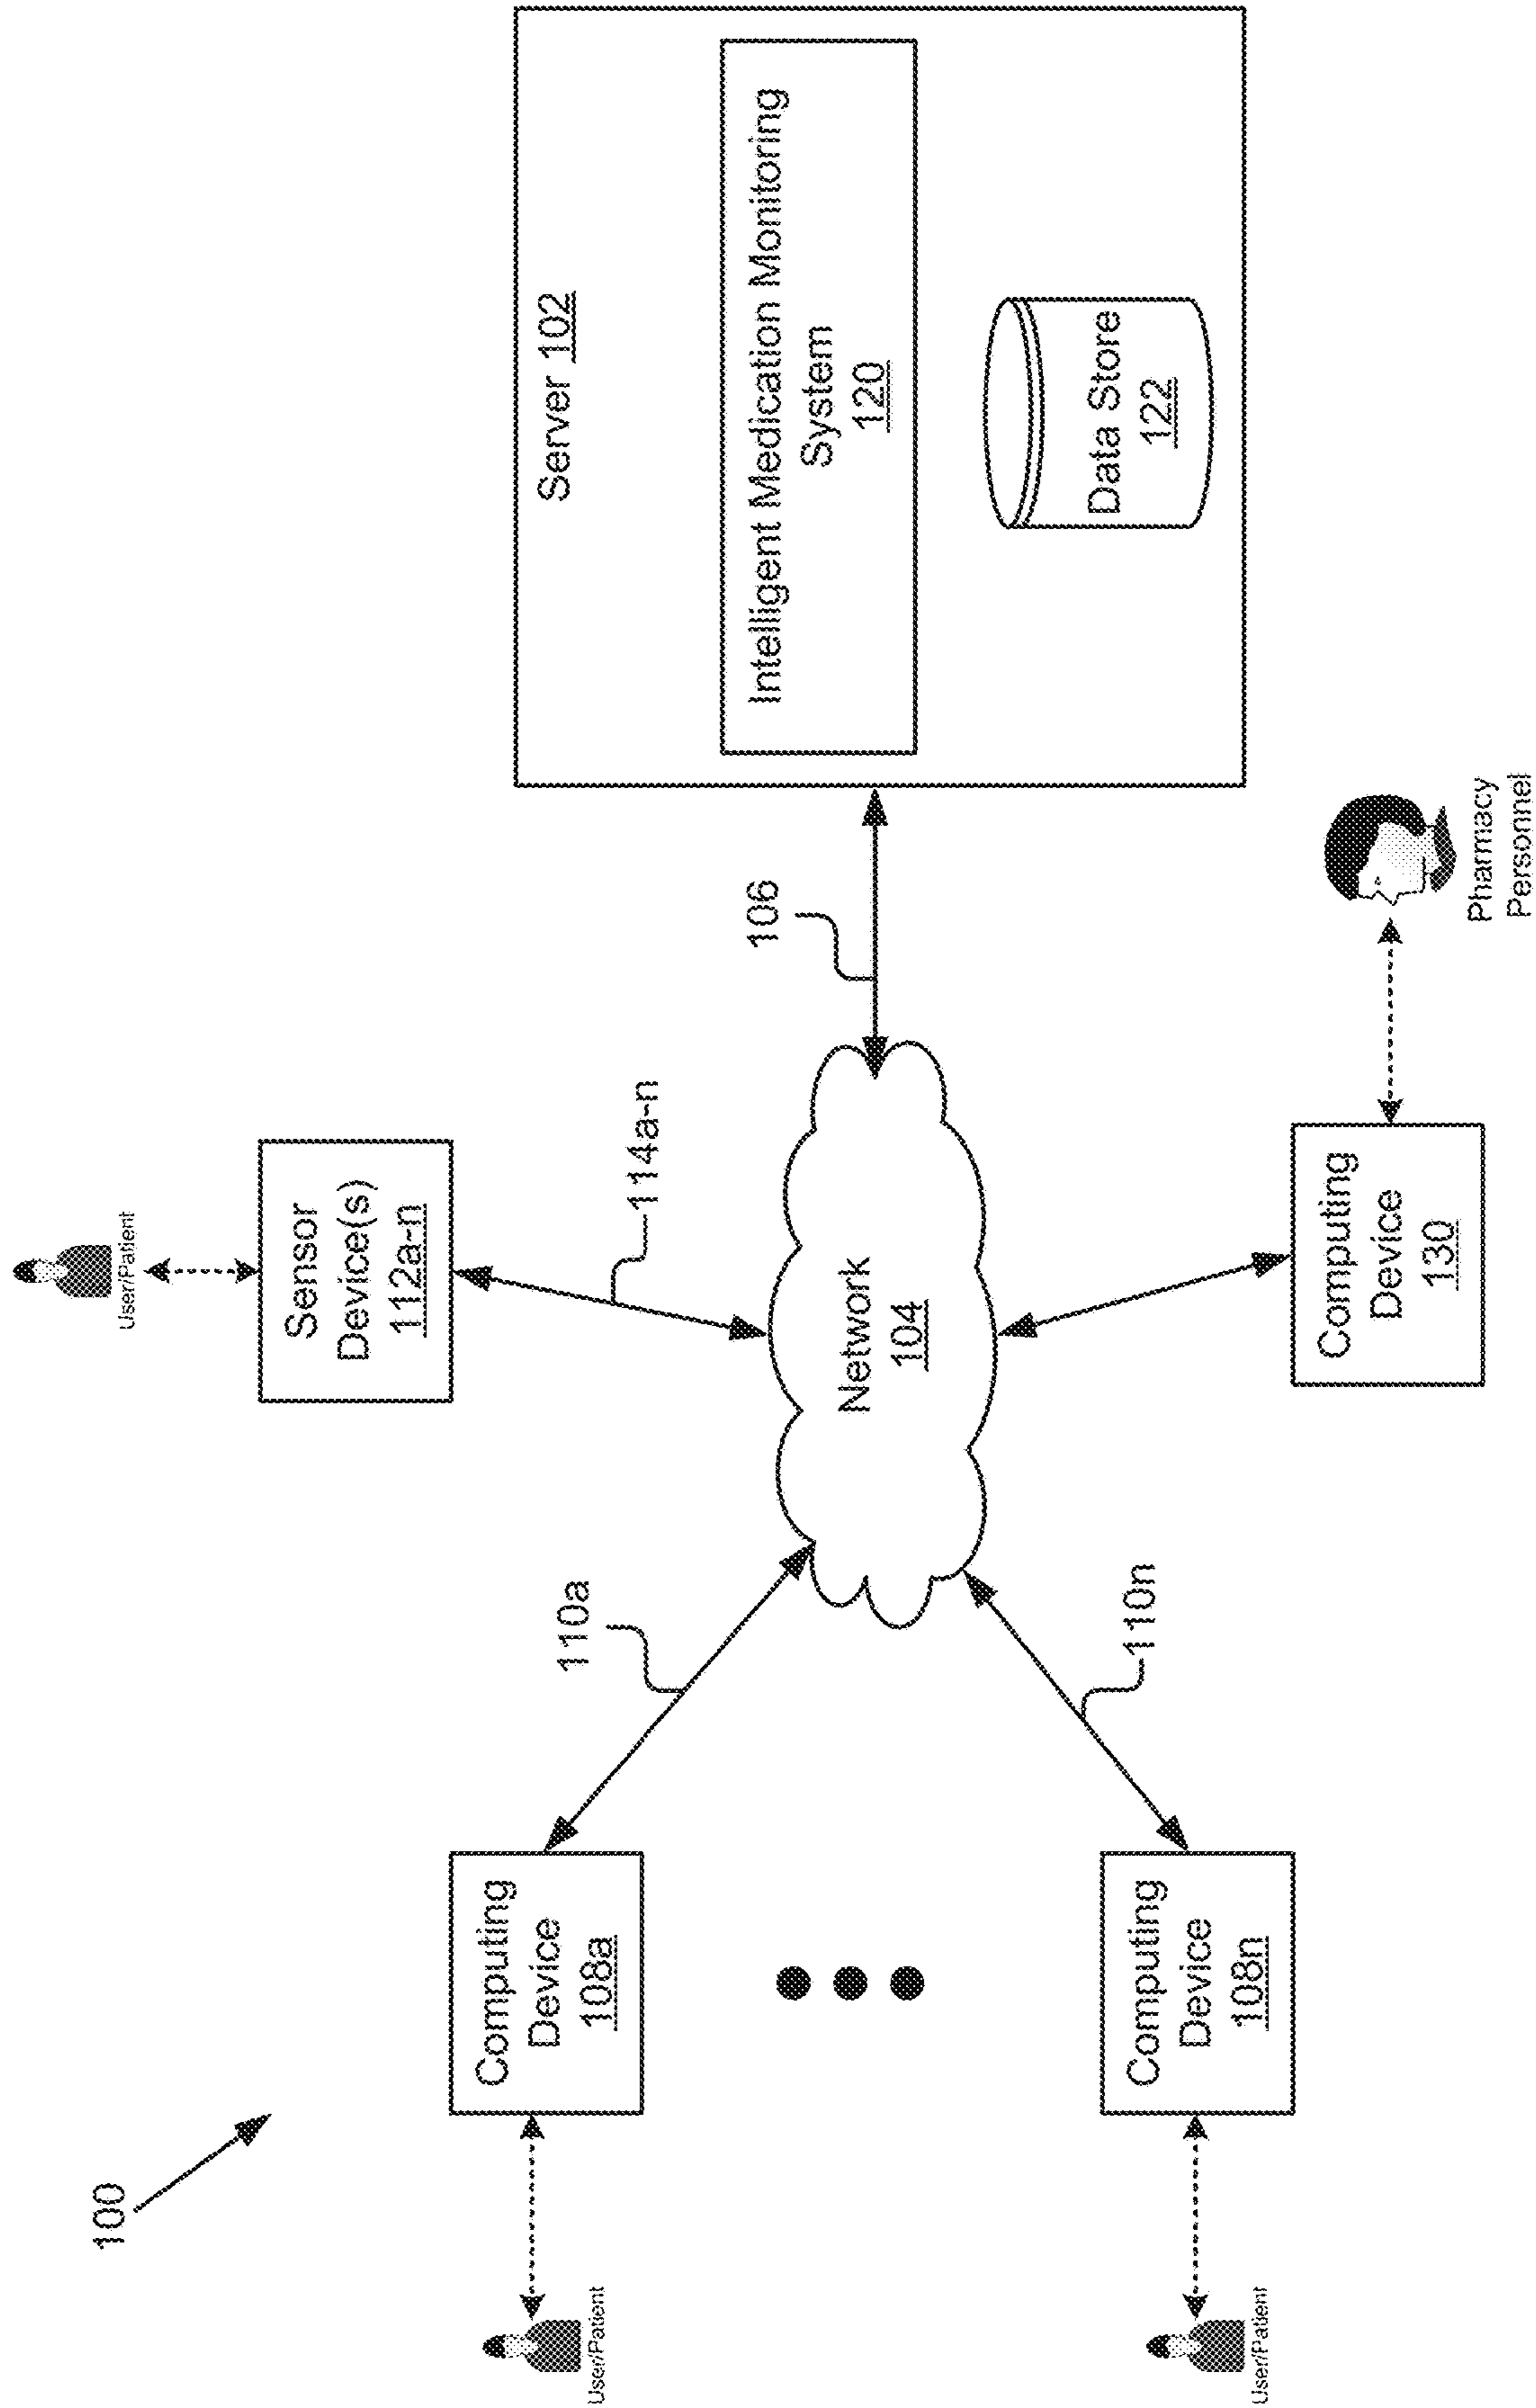 100
User/Patient
Sensor
Device(s)
112a-n
114a-n
110a
106
Server 102
Intelligent Medication Monitoring
System
120
Data Store
122
Computing
Device
108a
User/Patient
Network
104
110n
Computing
Device
108n
User/Patient
Computing
Device
130
Pharmacy
Personnel